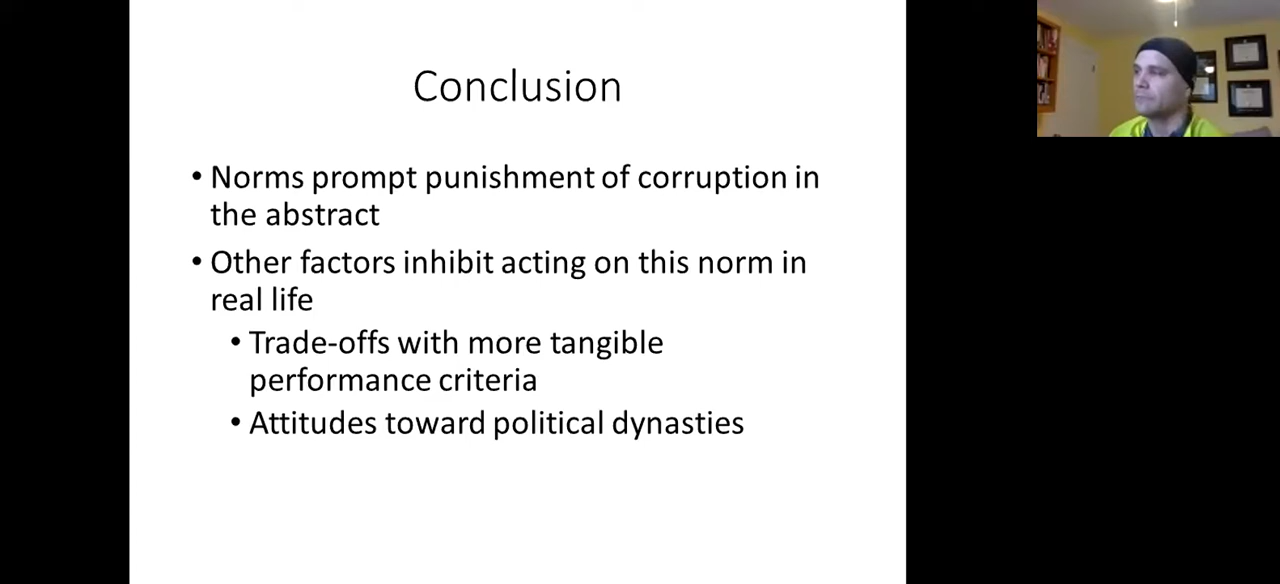 Conclusion
• Norms prompt punishment of corruption in
the abstract
• Other factors inhibit acting on this norm in
real life
• Trade-offs with more tangible
performance criteria
• Attitudes toward political dynasties